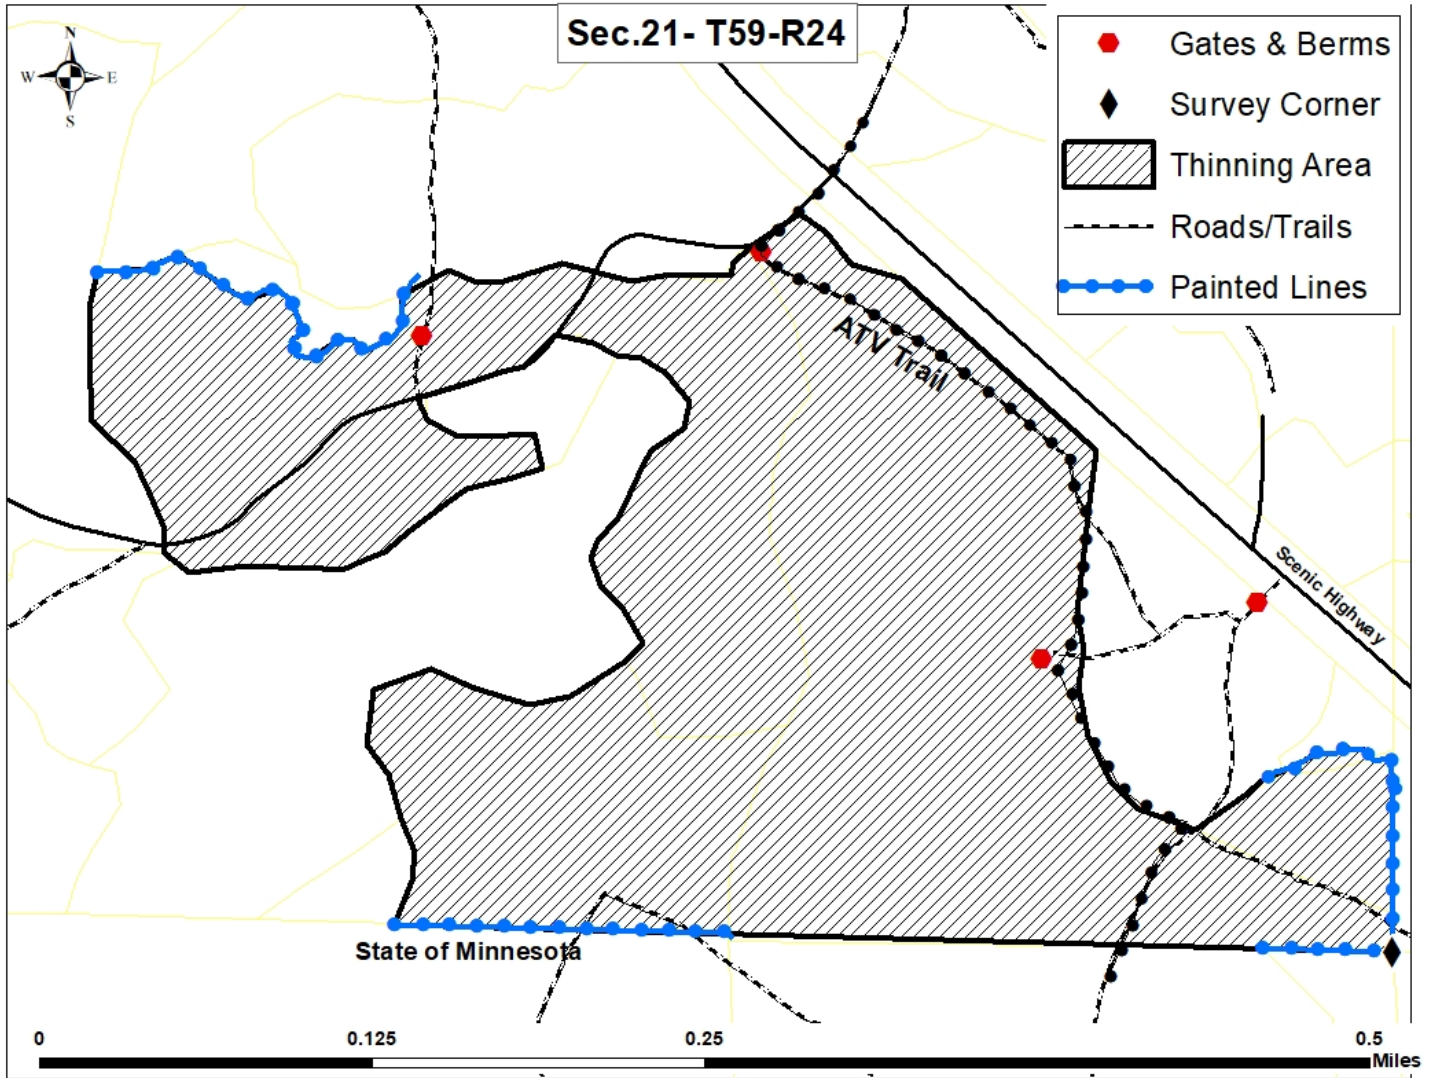 Sec.21- T59-R24
N
W E
S
Gates & Berms
Survey Corner
Thinning Area
Roads/Trails
Painted Lines
ATV Trail
Scenic Highway
State of Minnesota
0 0.125 0.25 0.5
Miles